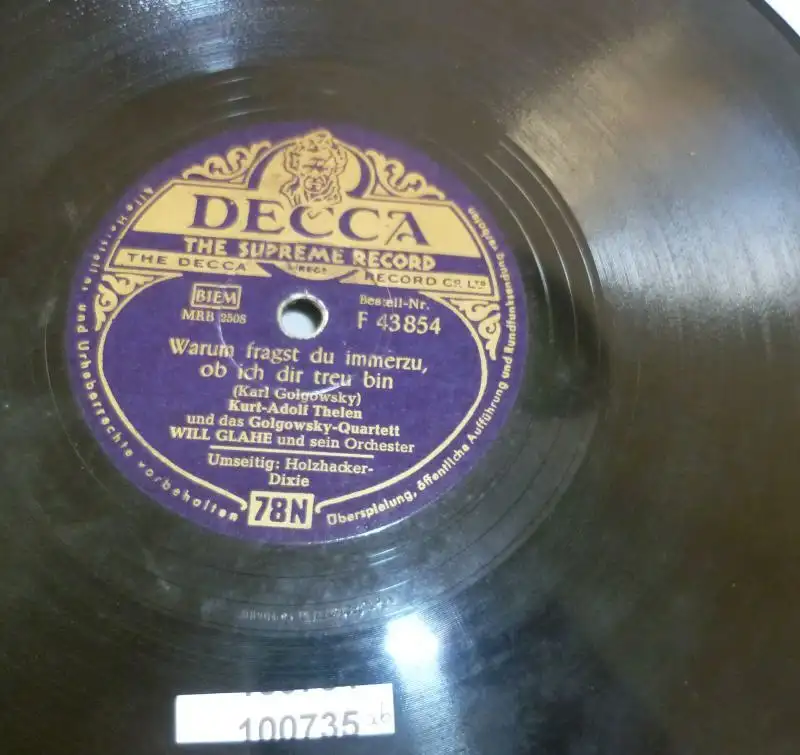 DECCA
THE SUPREME RECORD
THE DECCA RECORD CO. LTD
BIEM
MRB 2508
Bestell-Nr.
F 43854
Warum fragst du immerzu,
ob ich dir treu bin
(Karl Golgowsky)
Kurt-Adolf Thelen
und das Golgowsky-Quartett
WILL GLAHE und sein Orchester
Umseitig: Holzhacker-
Dixie
78N
Alle Hersteller- und Urheberrechte vorbehalten
Überspielung, öffentliche Aufführung und Rundfunksendung verboten
100735